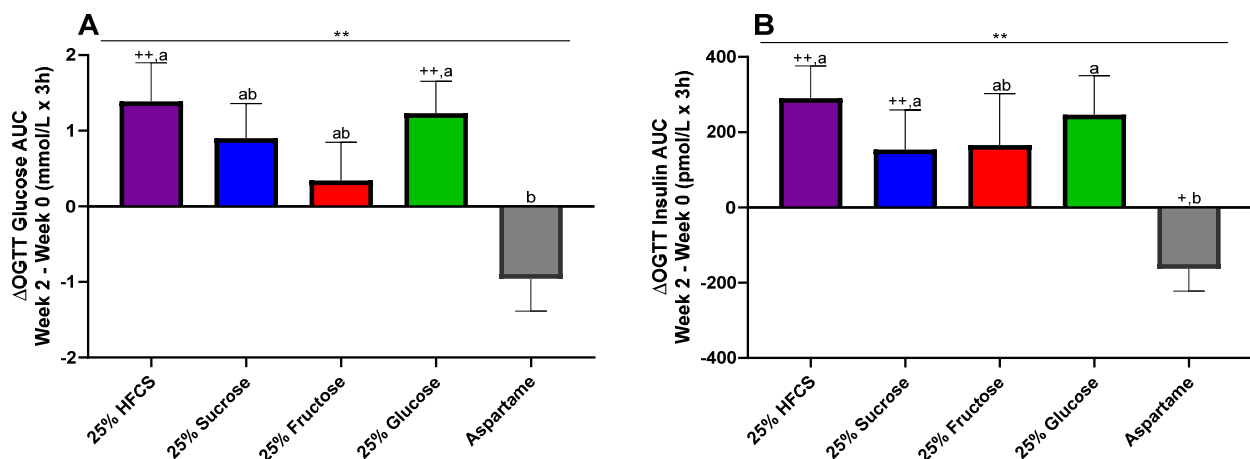 A
**
ΔOGTT Glucose AUC
Week 2 - Week 0 (mmol/L x 3h)
2
1
0
-1
-2
++,a
ab
ab
++,a
b
25% HFCS
25% Sucrose
25% Fructose
25% Glucose
Aspartame
B
**
ΔOGTT Insulin AUC
Week 2 - Week 0 (pmol/L x 3h)
400
200
0
-200
-400
++,a
++,a
ab
a
+,b
25% HFCS
25% Sucrose
25% Fructose
25% Glucose
Aspartame